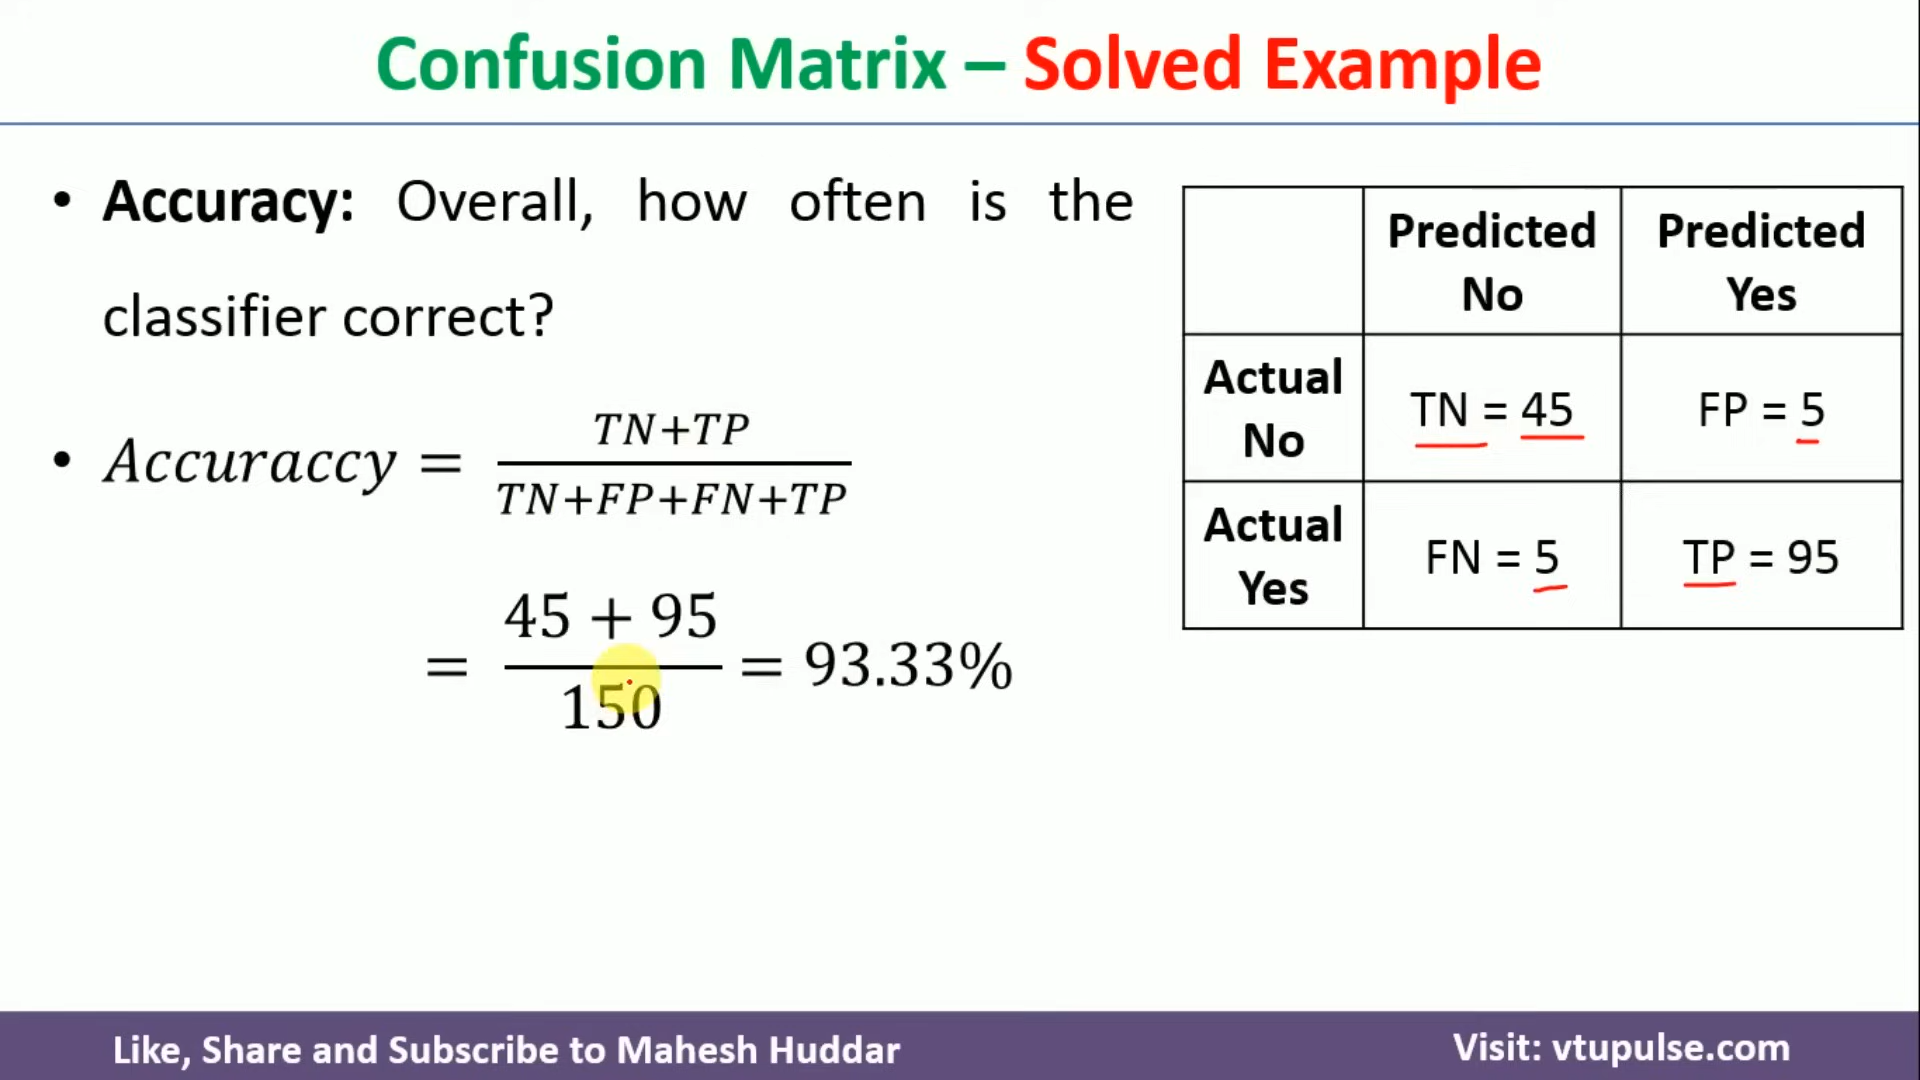 Confusion Matrix – Solved Example
• Accuracy: Overall, how often is the
classifier correct?
• Accuraccy = TN+TP
TN+FP+FN+TP
= 45 + 95
150
= 93.33%
Predicted No Predicted Yes
Actual No TN = 45 FP = 5
Actual Yes FN = 5 TP = 95
Like, Share and Subscribe to Mahesh Huddar
Visit: vtupulse.com